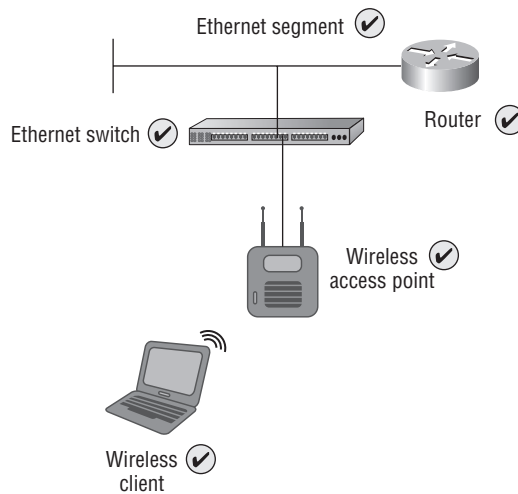 Ethernet segment
Router
Ethernet switch
Wireless
access point
Wireless
client